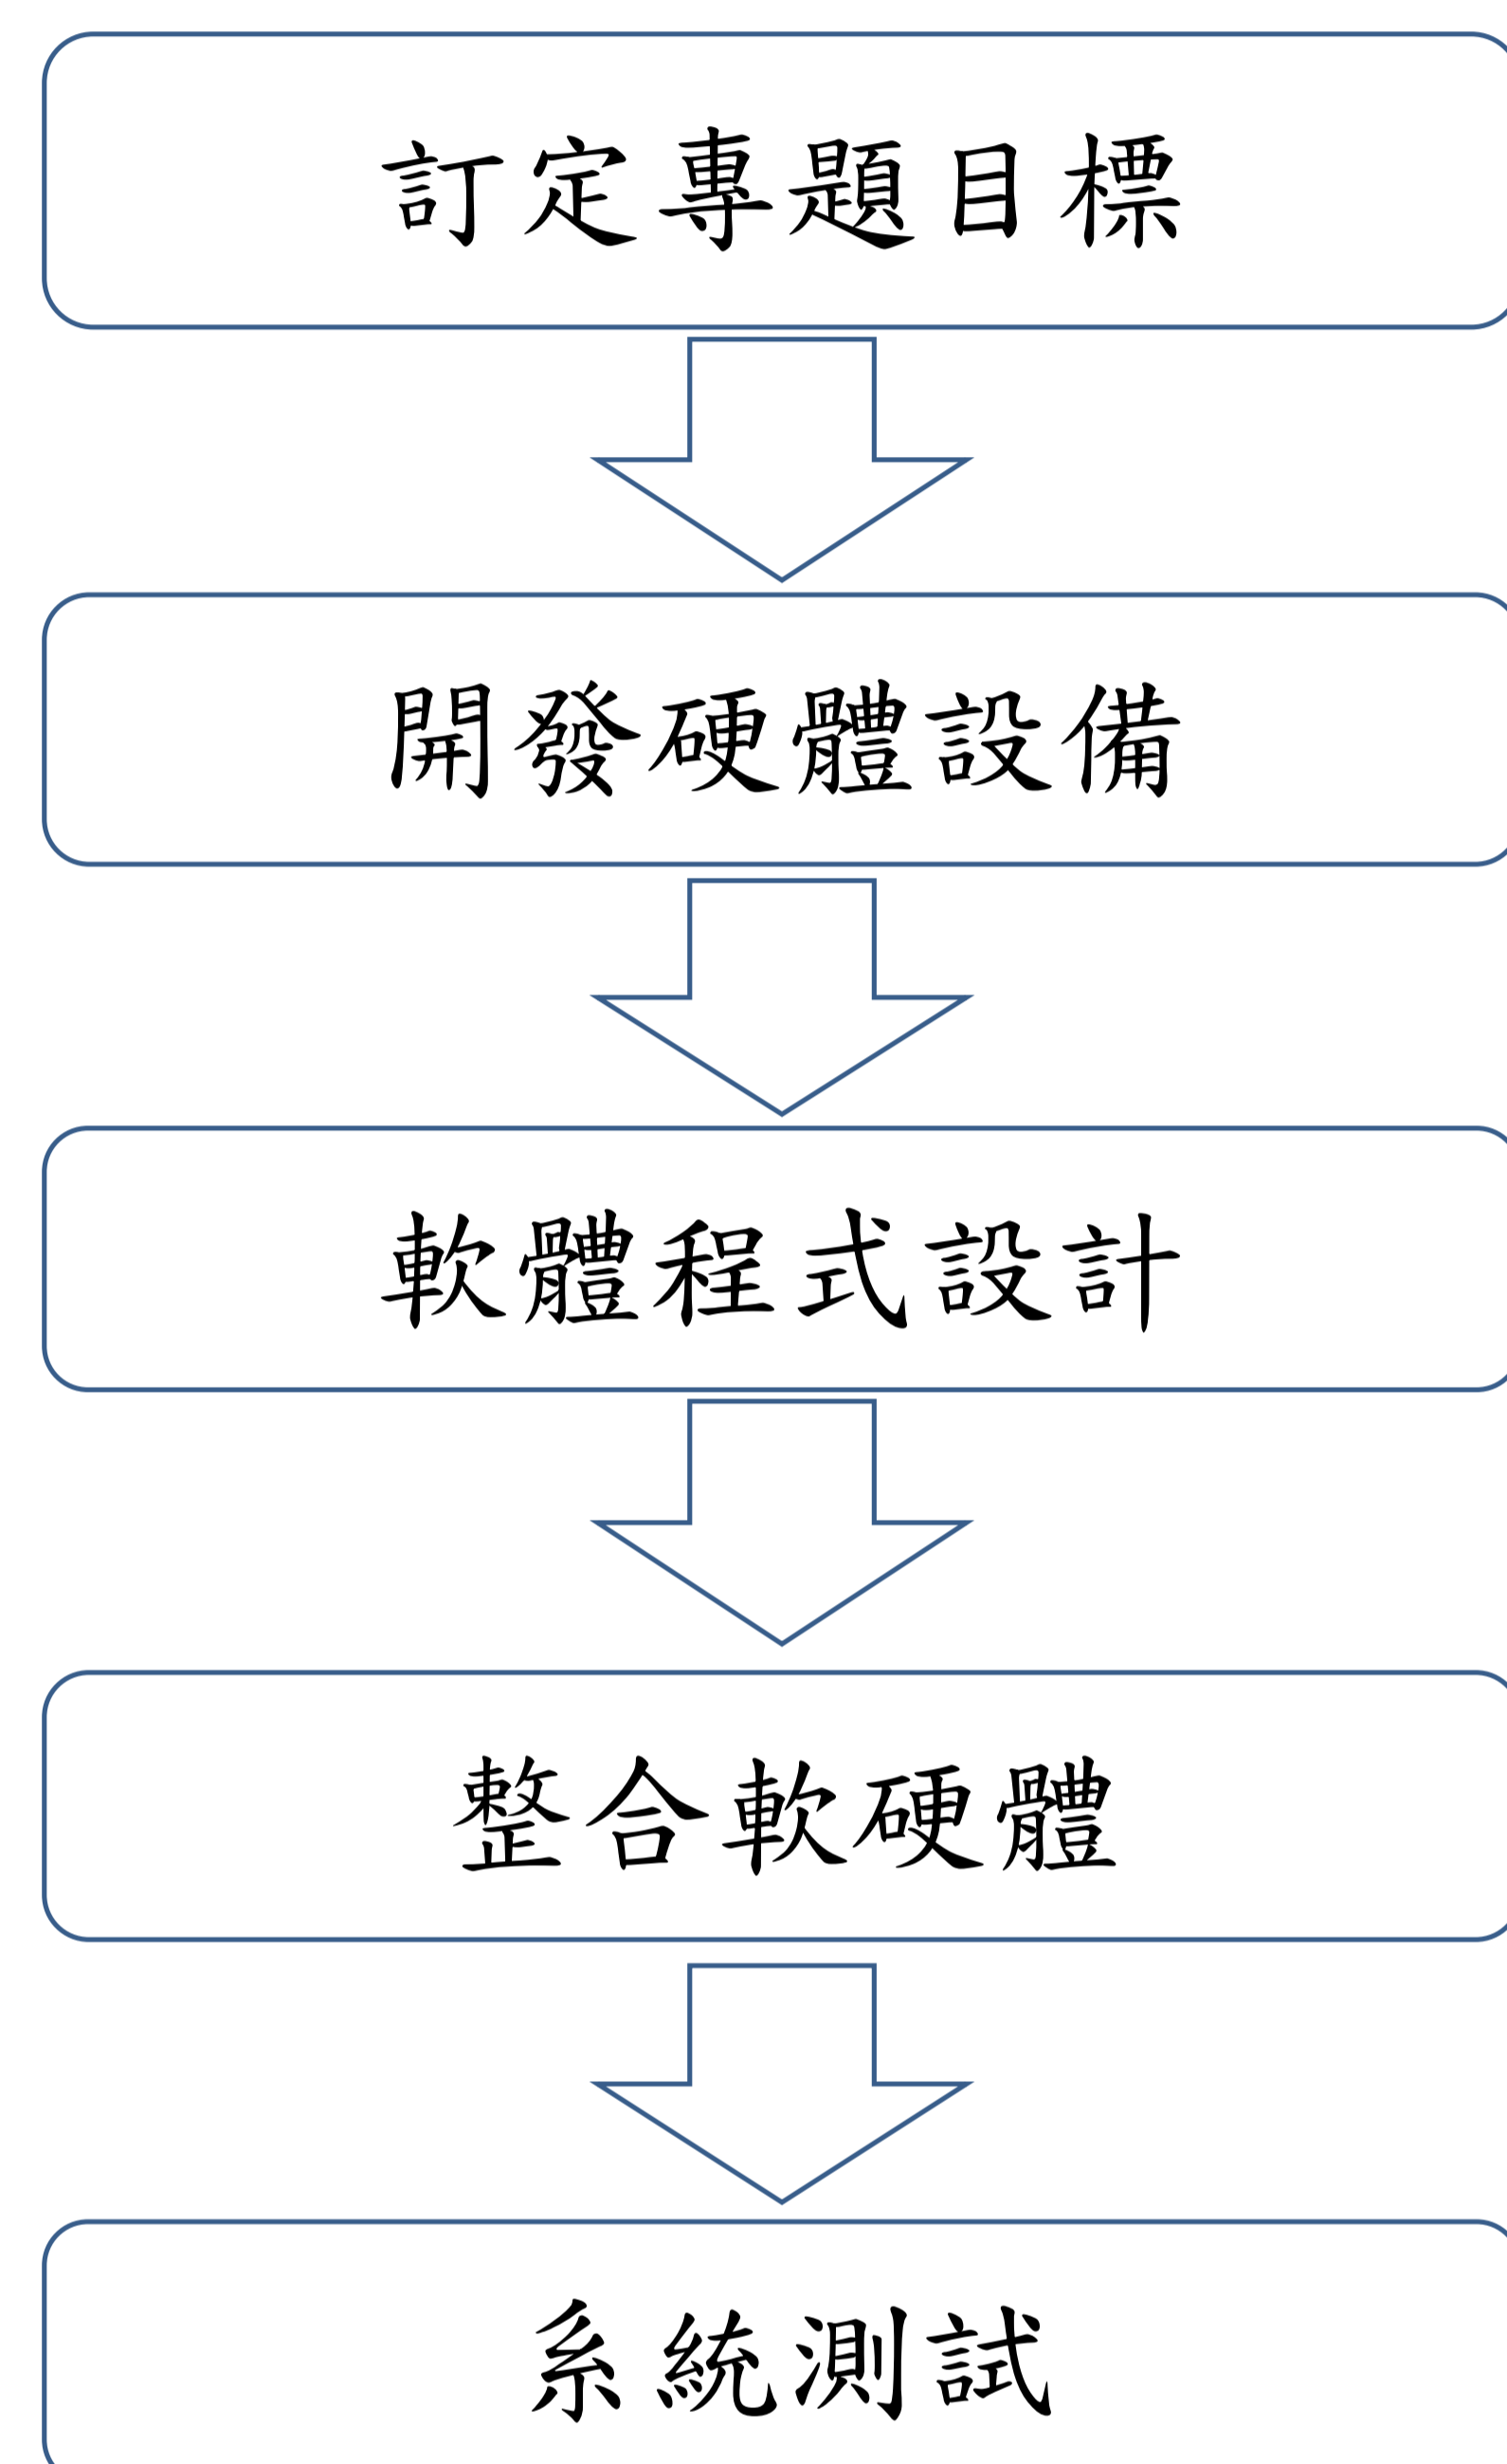 訂定專題目標
開發硬體設備
軟體程式設計
整合軟硬體
系統測試